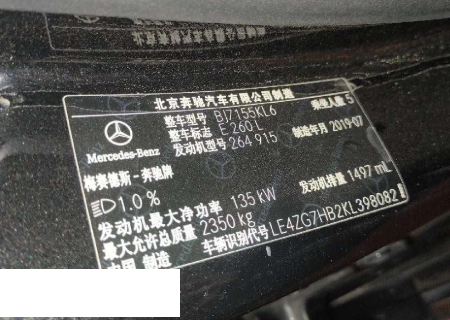 北京奔驰汽车有限公司制造
整车型号 BJ7155KL6 乘坐人数 5
整车标志 E 260 L
发动机型号 264 915 制造年月 2019-07
Mercedes-Benz
梅赛德斯-奔驰牌
1.0% 发动机排量 1497 mL
发动机最大净功率 135 kW
最大允许总质量 2350 kg
车辆识别代号 LE4ZG7HB2KL398082
中国 制造